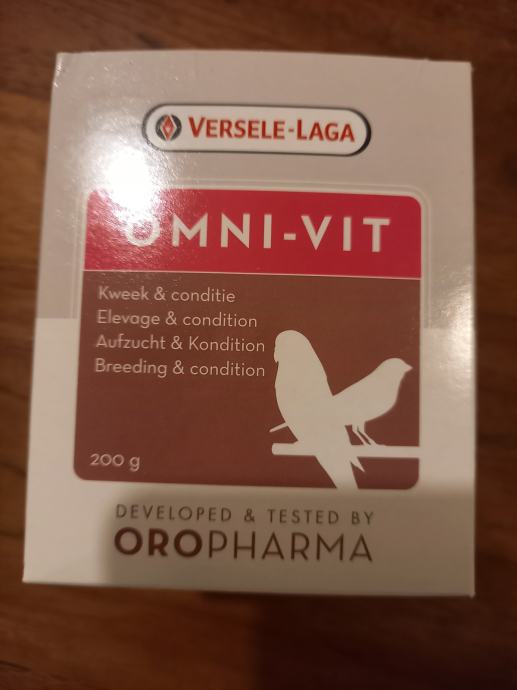 VERSELE-LAGA
OMNI-VIT
Kweek & conditie
Elevage & condition
Aufzucht & Kondition
Breeding & condition
200 g
DEVELOPED & TESTED BY
OROPHARMA